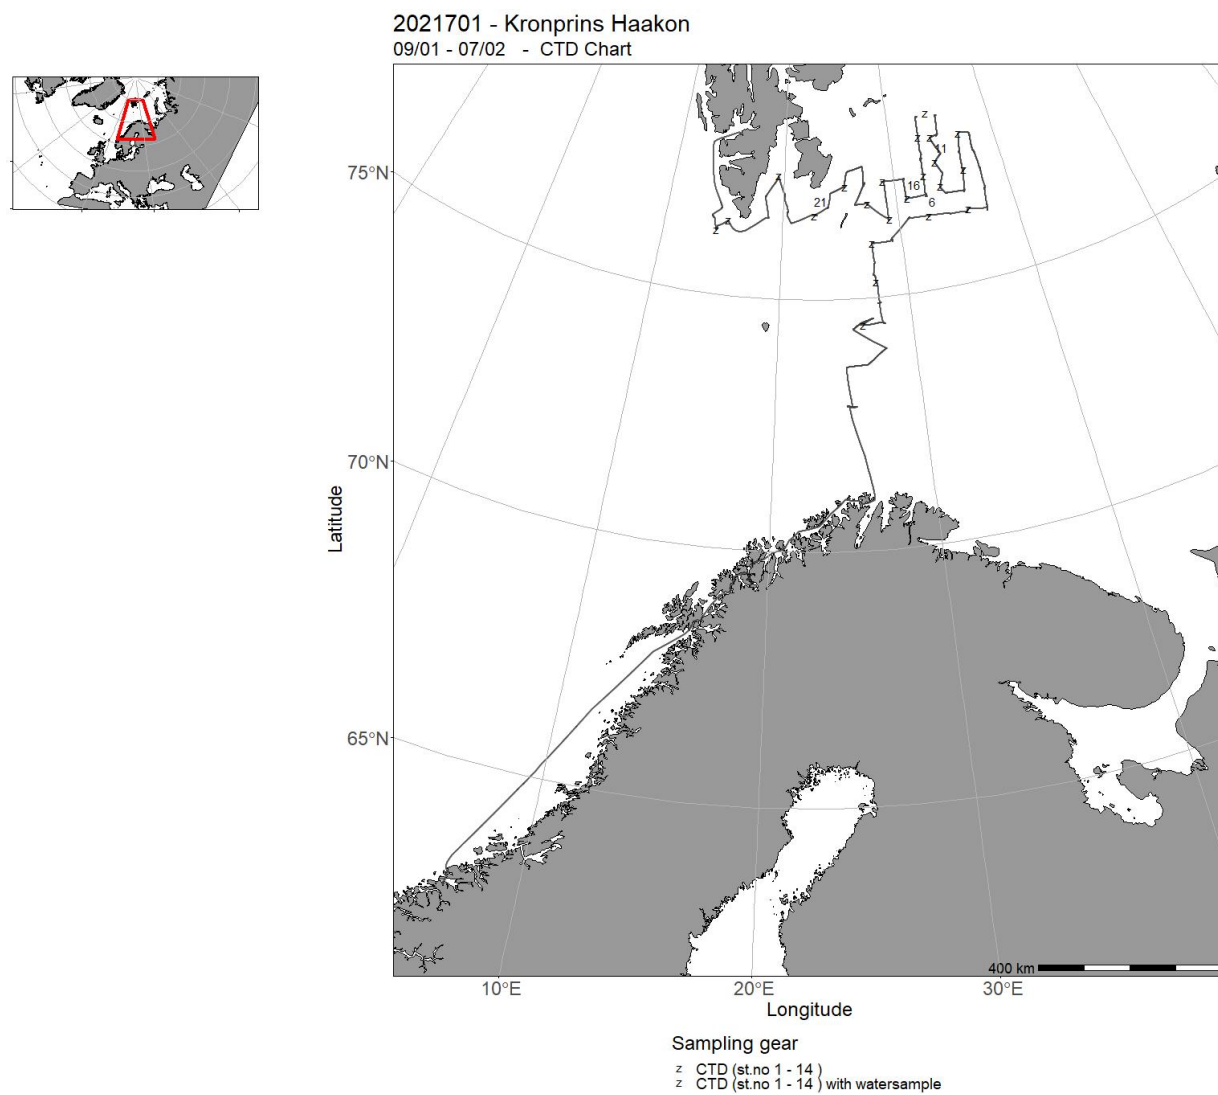 2021701 - Kronprins Haakon
09/01 - 07/02 - CTD Chart
75°N
70°N
65°N
Latitude
z
z
z
z
11
z
z
z
z
z
z
z
16
z
z
21
z
z
6
z
z
z
z
z
z
z
z
z
400 km
10°E
20°E
30°E
Longitude
Sampling gear
z CTD (st.no 1 - 14 )
z CTD (st.no 1 - 14 ) with watersample